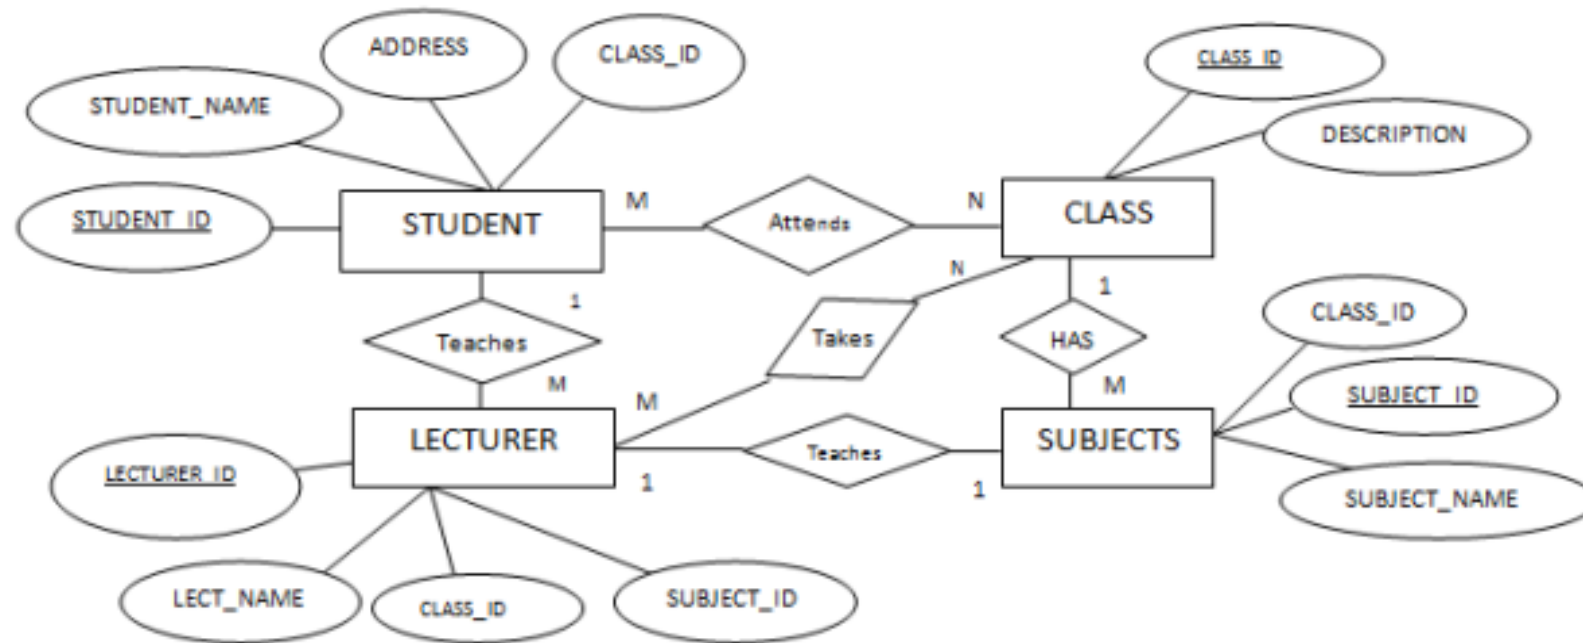 ADDRESS
CLASS_ID
CLASS_ID
STUDENT_NAME
DESCRIPTION
STUDENT_ID
STUDENT
M
Attends
N
CLASS
N
1
1
CLASS_ID
Teaches
Takes
HAS
M
M
M
SUBJECT_ID
LECTURER
Teaches
SUBJECTS
LECTURER_ID
1
1
SUBJECT_NAME
LECT_NAME
CLASS_ID
SUBJECT_ID